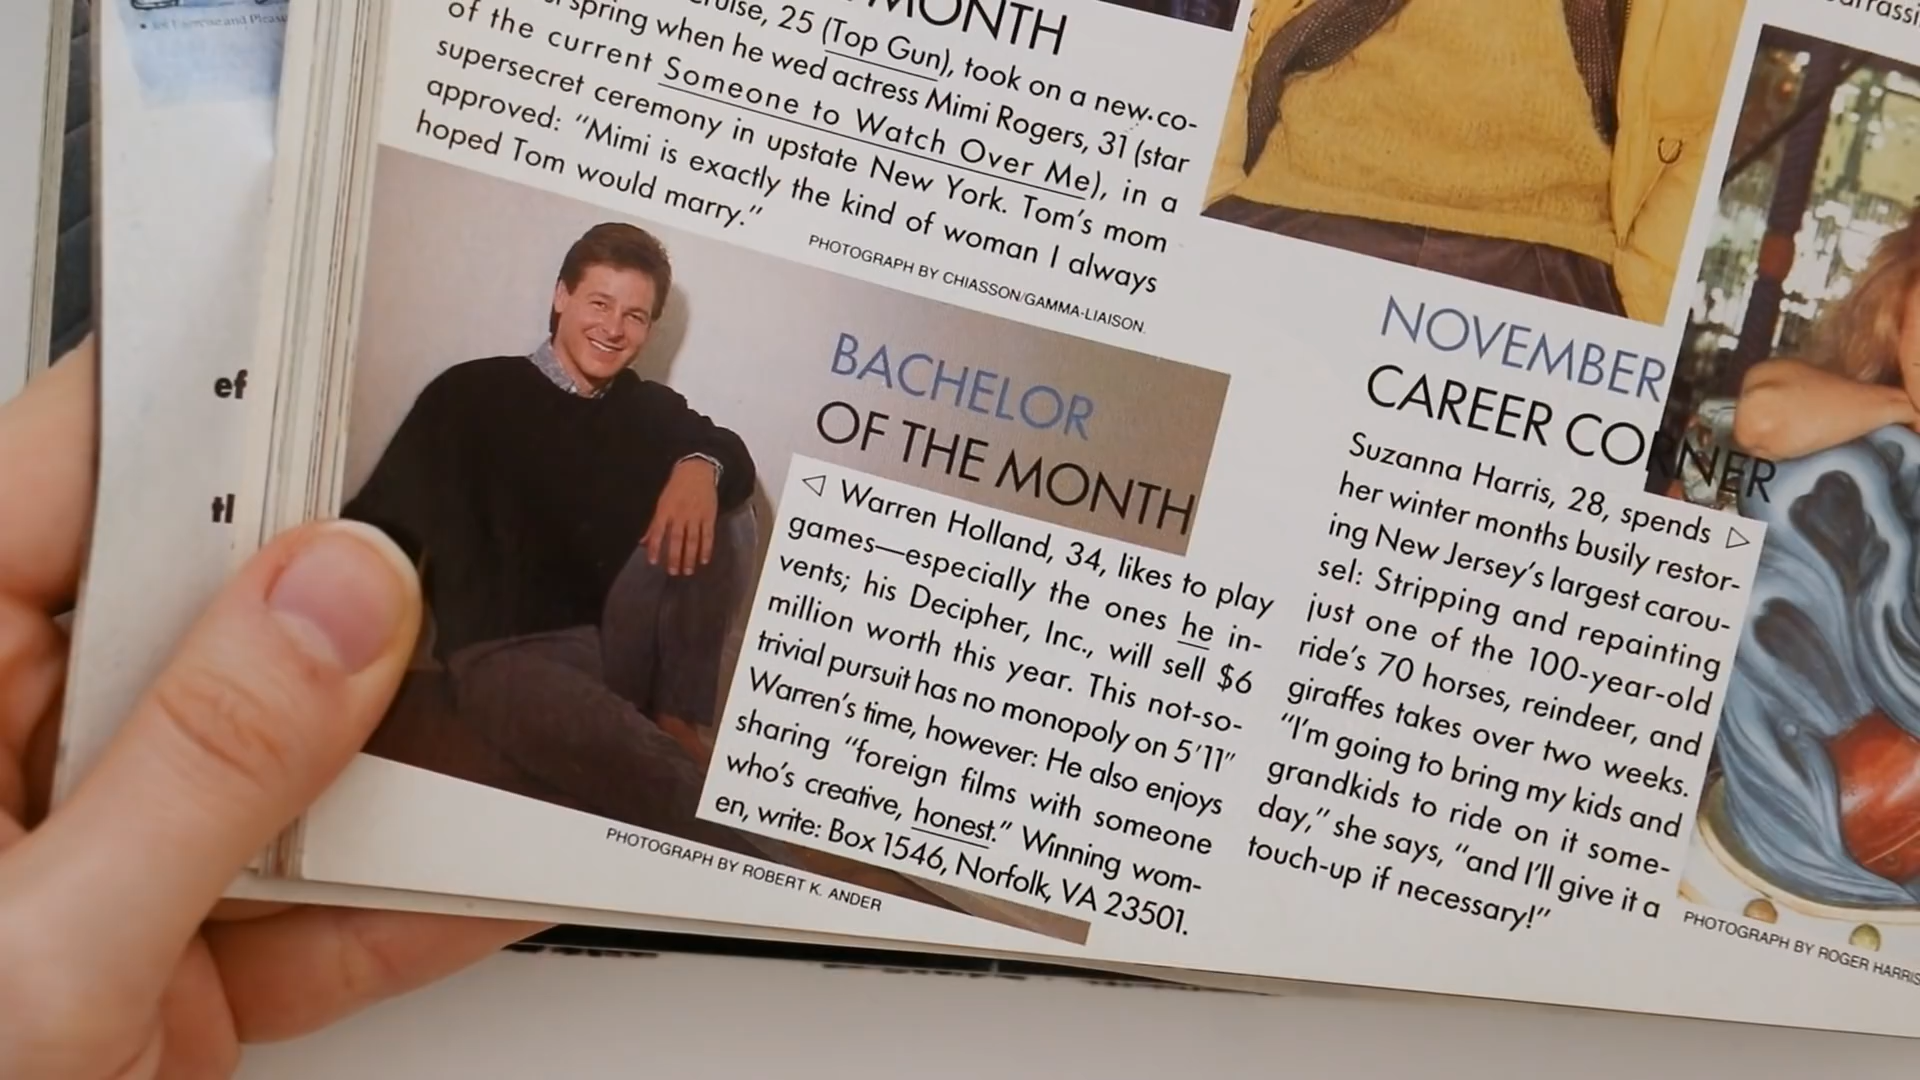 MONTH
25 (Top Gun), took on a new co-
spring when he wed actress Mimi Rogers, 31 (star
of the current Someone to Watch Over Me), in a
supersecret ceremony in upstate New York. Tom's mom
approved: "Mimi is exactly the kind of woman I always
hoped Tom would marry."
PHOTOGRAPH BY CHIASSON/GAMMA-LIAISON.
BACHELOR
OF THE MONTH
◁ Warren Holland, 34, likes to play
games—especially the ones he in-
vents; his Decipher, Inc., will sell $6
million worth this year. This not-so-
trivial pursuit has no monopoly on 5'11"
Warren's time, however: He also enjoys
sharing "foreign films with someone
who's creative, honest." Winning wom-
en, write: Box 1546, Norfolk, VA 23501.
PHOTOGRAPH BY ROBERT K. ANDER
NOVEMBER
CAREER CORNER
Suzanna Harris, 28, spends ▷
her winter months busily restor-
ing New Jersey's largest carou-
sel: Stripping and repainting
just one of the 100-year-old
ride's 70 horses, reindeer, and
giraffes takes over two weeks.
"I'm going to bring my kids and
grandkids to ride on it some-
day," she says, "and I'll give it a
touch-up if necessary!"
PHOTOGRAPH BY ROGER HARRIS
ef